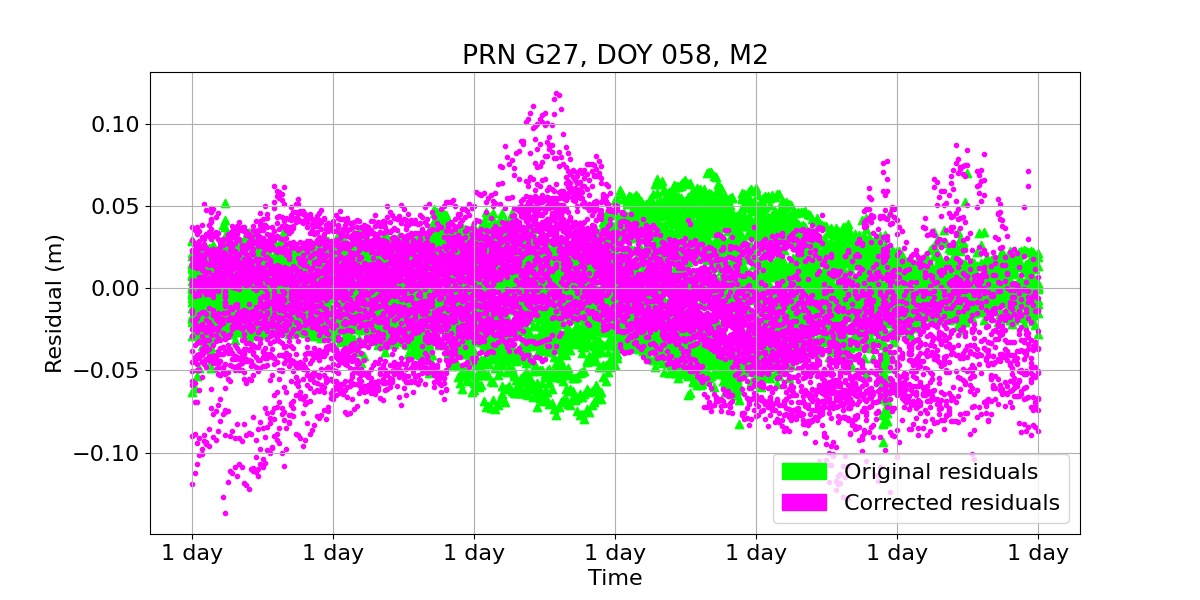 PRN G27, DOY 058, M2
0.10
0.05
0.00
−0.05
−0.10
Residual (m)
Original residuals
Corrected residuals
1 day 1 day 1 day 1 day 1 day 1 day 1 day
Time